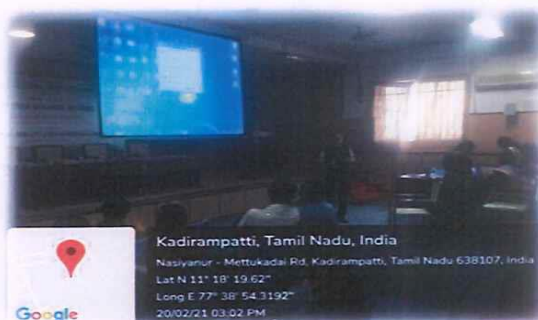 Kadirampatti, Tamil Nadu, India
Nasiyanur - Mettukadai Rd, Kadirampatti, Tamil Nadu 638107, India
Lat N 11° 18' 19.62"
Long E 77° 38' 54.3192"
Google
20/02/21 03:02 PM